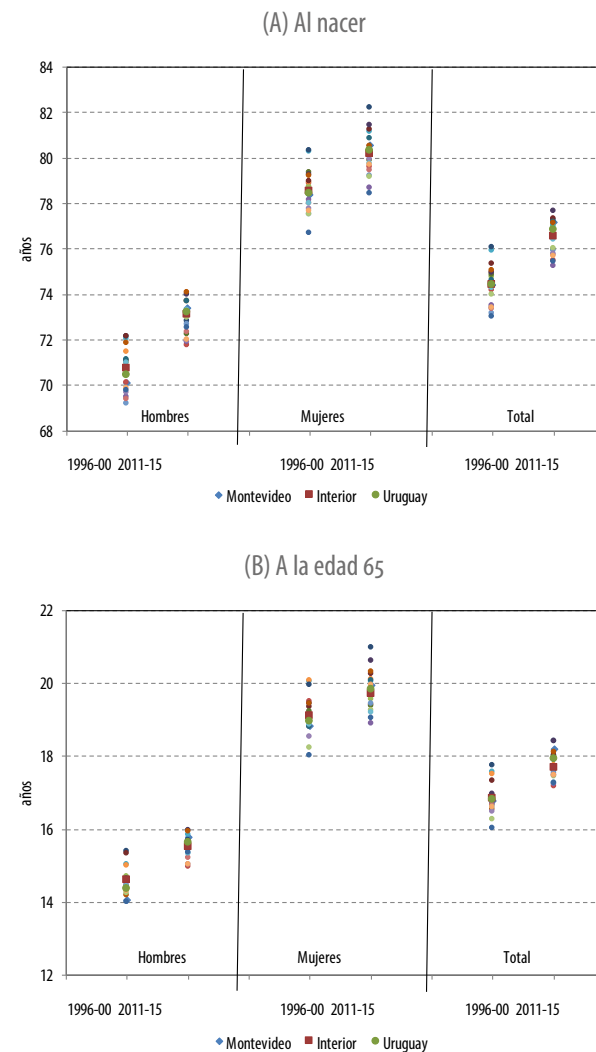 (A) Al nacer
84
82
80
78
76
74
72
70
68
años
Hombres Mujeres Total
1996-00 2011-15 1996-00 2011-15 1996-00 2011-15
Montevideo Interior Uruguay
(B) A la edad 65
22
20
18
16
14
12
años
Hombres Mujeres Total
1996-00 2011-15 1996-00 2011-15 1996-00 2011-15
Montevideo Interior Uruguay